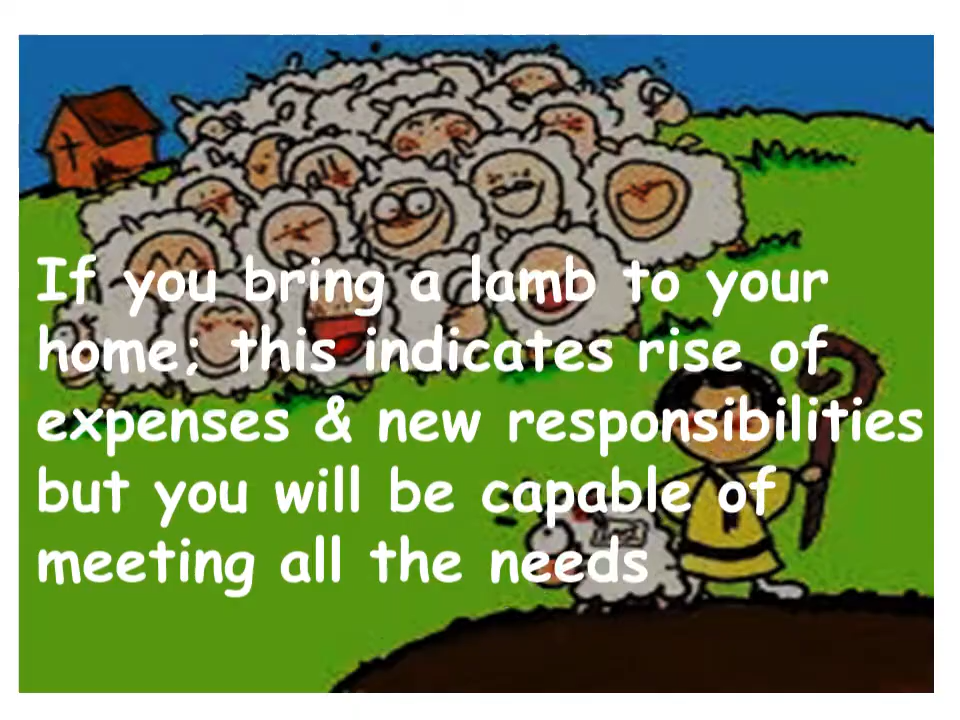 If you bring a lamb to your
home; this indicates rise of
expenses & new responsibilities
but you will be capable of
meeting all the needs